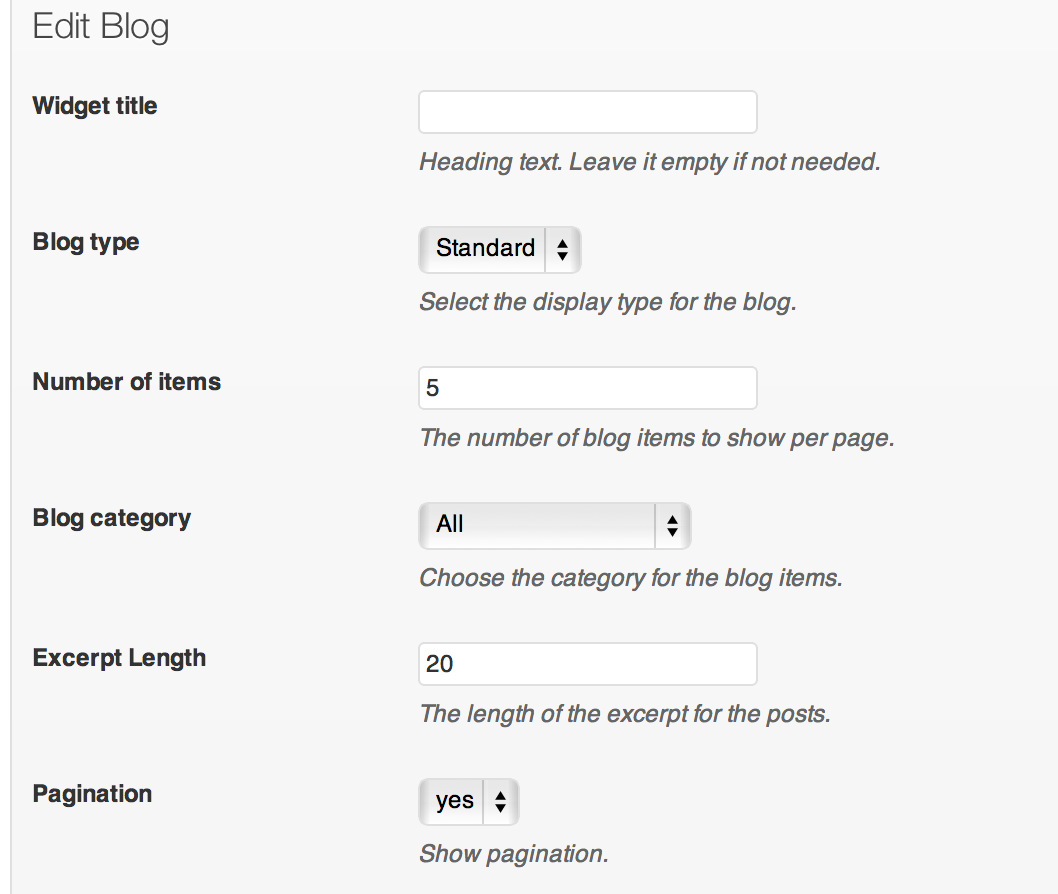 Edit Blog
Widget title
Heading text. Leave it empty if not needed.
Blog type
Standard
Select the display type for the blog.
Number of items
5
The number of blog items to show per page.
Blog category
All
Choose the category for the blog items.
Excerpt Length
20
The length of the excerpt for the posts.
Pagination
yes
Show pagination.